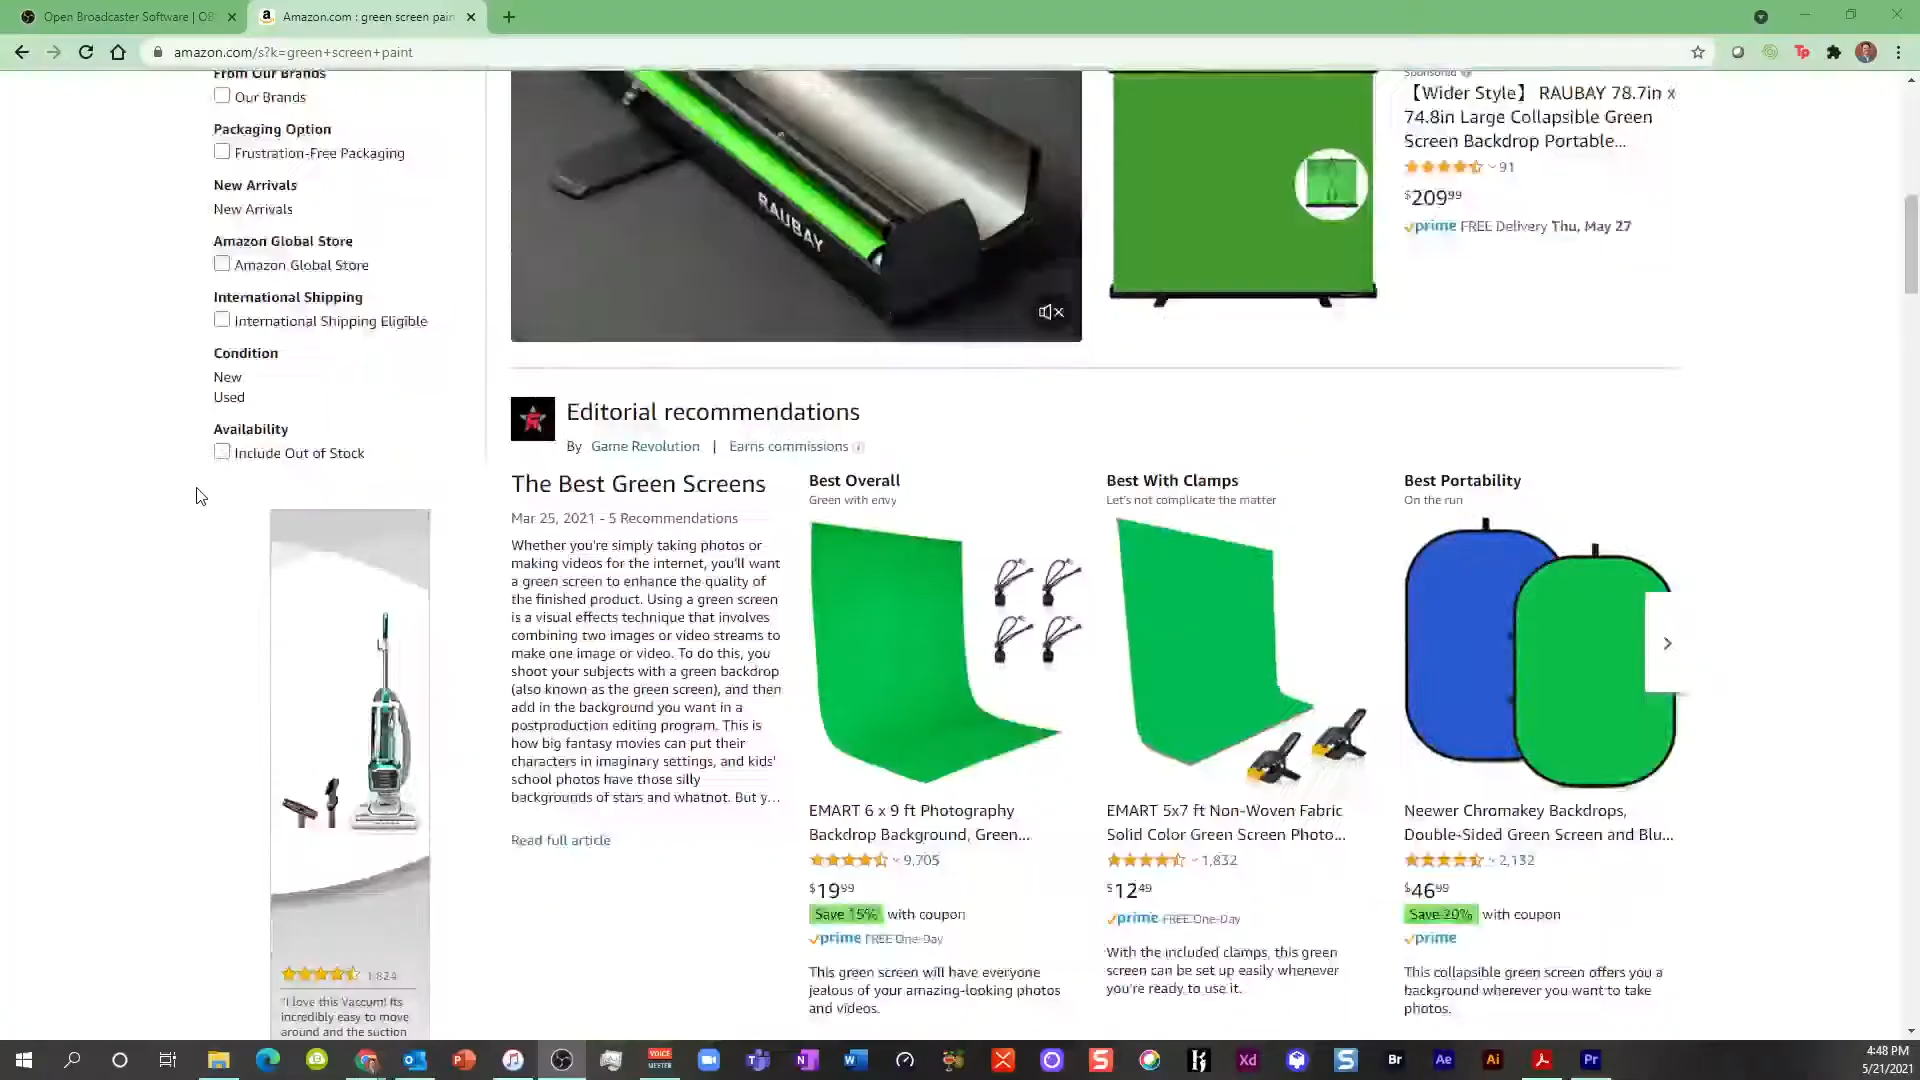 Open Broadcaster Software | OB
Amazon.com : green screen pain
amazon.com/s?k=green+screen+paint
From Our Brands
Our Brands
Packaging Option
Frustration-Free Packaging
New Arrivals
New Arrivals
Amazon Global Store
Amazon Global Store
International Shipping
International Shipping Eligible
Condition
New
Used
Availability
Include Out of Stock
1,824
"I love this Vaccum! Its
incredibly easy to move
around and the suction
RAUBAY
Sponsored
【Wider Style】 RAUBAY 78.7in x
74.8in Large Collapsible Green
Screen Backdrop Portable...
91
$209.99
prime FREE Delivery Thu, May 27
Editorial recommendations
By Game Revolution | Earns commissions
The Best Green Screens
Mar 25, 2021 - 5 Recommendations
Whether you're simply taking photos or
making videos for the internet, you'll want
a green screen to enhance the quality of
the finished product. Using a green screen
is a visual effects technique that involves
combining two images or video streams to
make one image or video. To do this, you
shoot your subjects with a green backdrop
(also known as the green screen), and then
add in the background you want in a
postproduction editing program. This is
how big fantasy movies can put their
characters in imaginary settings, and kids'
school photos have those silly
backgrounds of stars and whatnot. But y...
Read full article
Best Overall
Green with envy
EMART 6 x 9 ft Photography
Backdrop Background, Green...
9,705
$19.99
Save 15% with coupon
prime FREE One-Day
This green screen will have everyone
jealous of your amazing-looking photos
and videos.
Best With Clamps
Let's not complicate the matter
EMART 5x7 ft Non-Woven Fabric
Solid Color Green Screen Photo...
1,832
$12.49
prime FREE One-Day
With the included clamps, this green
screen can be set up easily whenever
you're ready to use it.
Best Portability
On the run
Neewer Chromakey Backdrops,
Double-Sided Green Screen and Blu...
2,132
$46.99
Save 20% with coupon
prime
This collapsible green screen offers you a
background wherever you want to take
photos.
VOICE
MEETER
Xd
Br
Ae
Ai
Pr
4:48 PM
5/21/2021